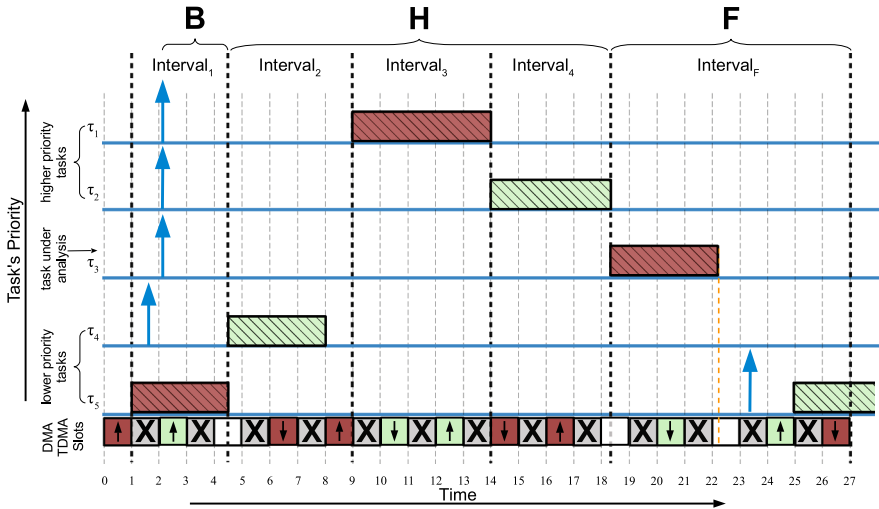 B H F
Interval1 Interval2 Interval3 Interval4 IntervalF
Task's Priority
higher priority
tasks
τ1
τ2
task under
analysis
τ3
lower priority
tasks
τ4
τ5
DMA
TDMA
Slots
X X X X X X X X X X X X X
0 1 2 3 4 5 6 7 8 9 10 11 12 13 14 15 16 17 18 19 20 21 22 23 24 25 26 27
Time